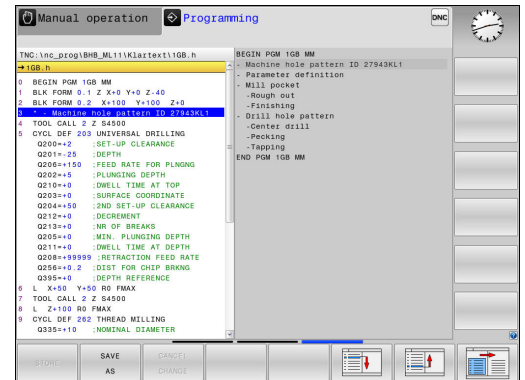 Manual operation
Programming
DNC
TNC:\nc_prog\BHB_ML11\Klartext\1GB.h
→1GB.h
0 BEGIN PGM 1GB MM
1 BLK FORM 0.1 Z X+0 Y+0 Z-40
2 BLK FORM 0.2 X+100 Y+100 Z+0
3 * - Machine hole pattern ID 27943KL1
4 TOOL CALL 2 Z S4500
5 CYCL DEF 203 UNIVERSAL DRILLING
Q200=+2 ;SET-UP CLEARANCE
Q201=-25 ;DEPTH
Q206=+150 ;FEED RATE FOR PLNGNG
Q202=+5 ;PLUNGING DEPTH
Q210=+0 ;DWELL TIME AT TOP
Q203=+0 ;SURFACE COORDINATE
Q204=+50 ;2ND SET-UP CLEARANCE
Q212=+0 ;DECREMENT
Q213=+0 ;NR OF BREAKS
Q205=+0 ;MIN. PLUNGING DEPTH
Q211=+0 ;DWELL TIME AT DEPTH
Q208=+99999 ;RETRACTION FEED RATE
Q256=+0.2 ;DIST FOR CHIP BRKNG
Q395=+0 ;DEPTH REFERENCE
6 L X+50 Y+50 R0 FMAX
7 TOOL CALL 2 Z S4500
8 L Z+100 R0 FMAX
9 CYCL DEF 262 THREAD MILLING
Q335=+10 ;NOMINAL DIAMETER
BEGIN PGM 1GB MM
- Machine hole pattern ID 27943KL1
- Parameter definition
- Mill pocket
-Rough out
-Finishing
- Drill hole pattern
-Center drill
-Pecking
-Tapping
END PGM 1GB MM
STORE
SAVE
AS
CANCEL
CHANGE